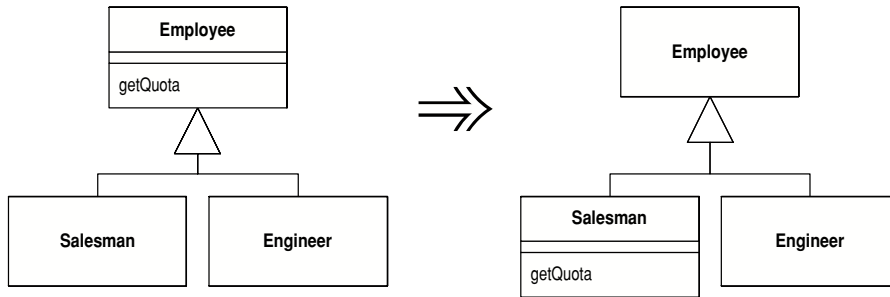 Employee
getQuota
Salesman
Engineer
Employee
Salesman
getQuota
Engineer